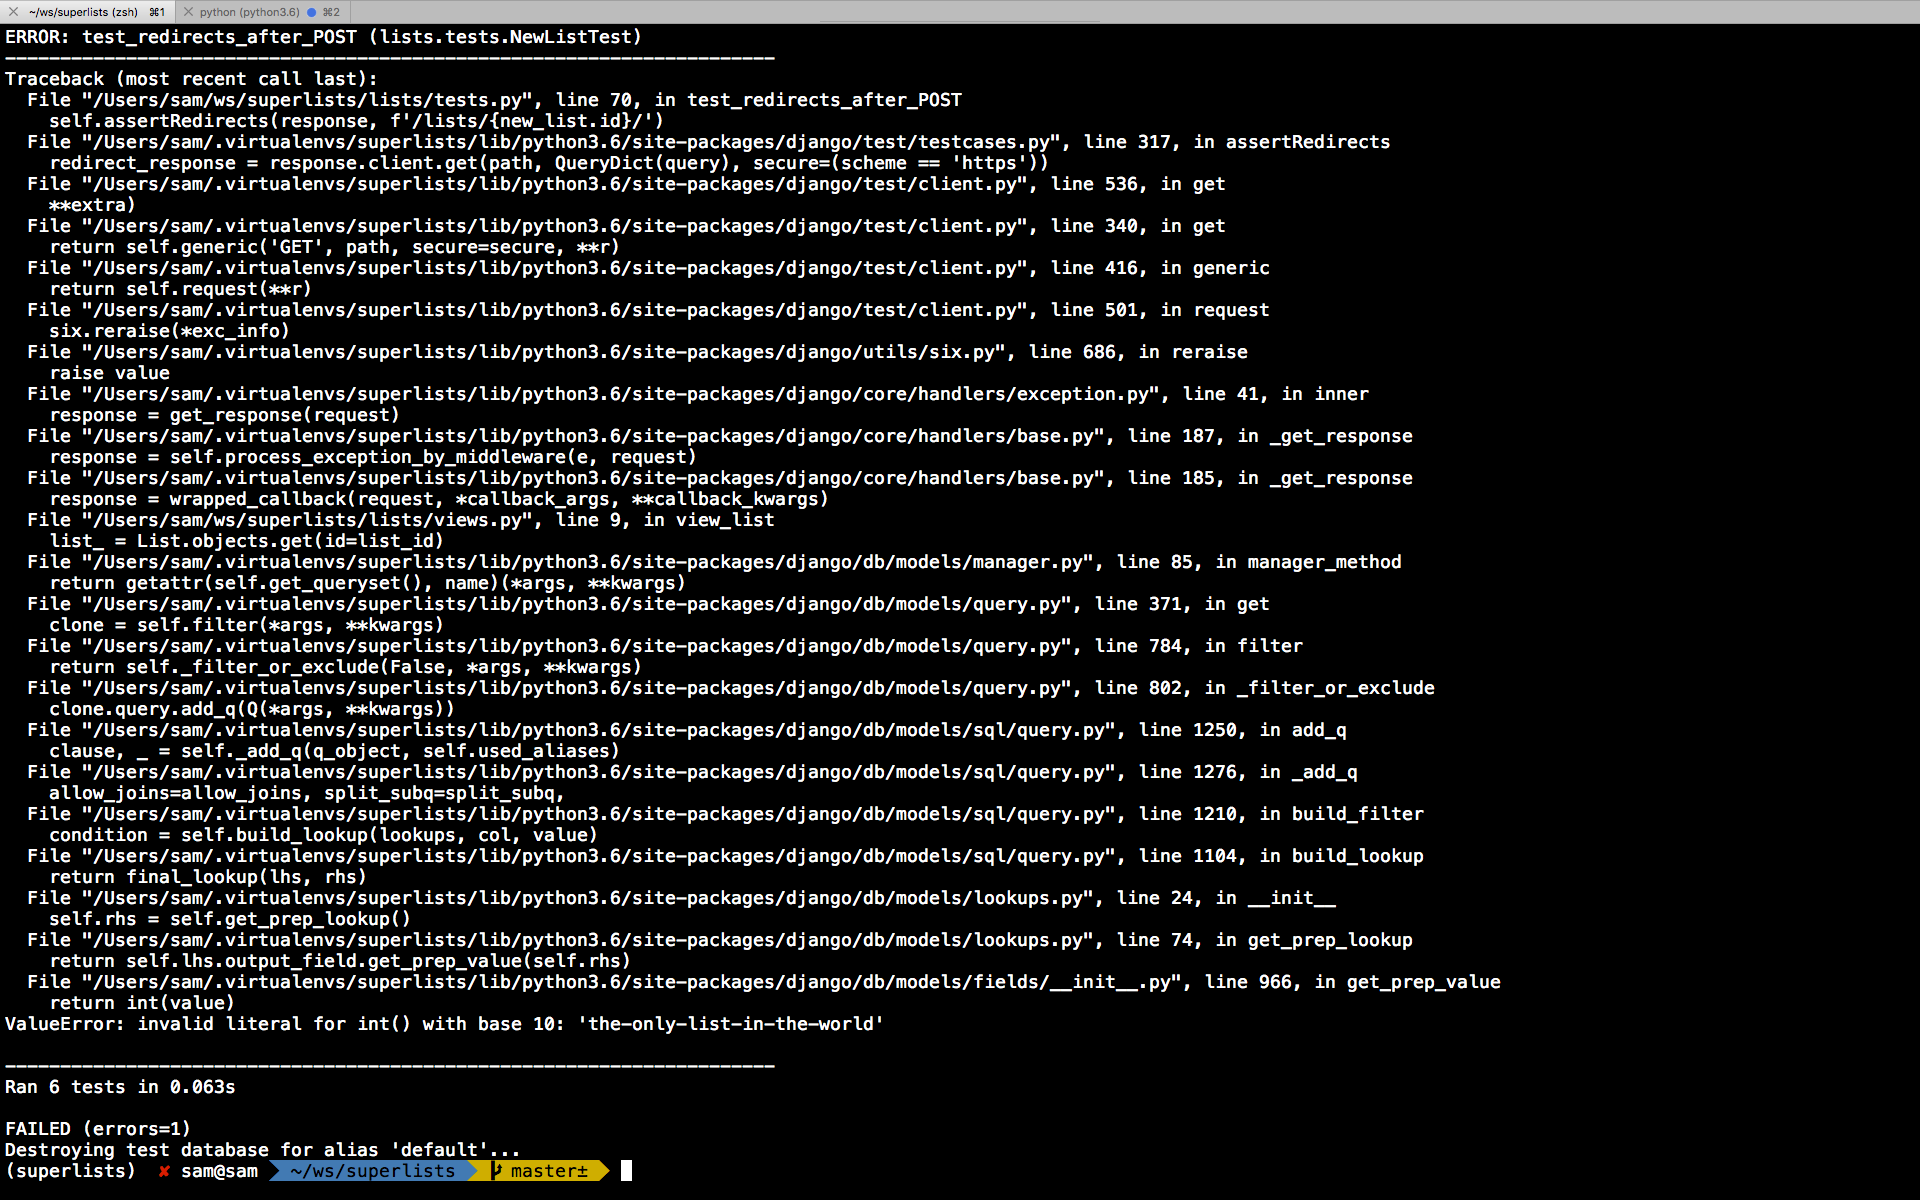 ~/ws/superlists (zsh) ⌘1 python (python3.6) ⌘2
ERROR: test_redirects_after_POST (lists.tests.NewListTest)
----------------------------------------------------------------------
Traceback (most recent call last):
  File "/Users/sam/ws/superlists/lists/tests.py", line 70, in test_redirects_after_POST
    self.assertRedirects(response, f'/lists/{new_list.id}/')
  File "/Users/sam/.virtualenvs/superlists/lib/python3.6/site-packages/django/test/testcases.py", line 317, in assertRedirects
    redirect_response = response.client.get(path, QueryDict(query), secure=(scheme == 'https'))
  File "/Users/sam/.virtualenvs/superlists/lib/python3.6/site-packages/django/test/client.py", line 536, in get
    **extra)
  File "/Users/sam/.virtualenvs/superlists/lib/python3.6/site-packages/django/test/client.py", line 340, in get
    return self.generic('GET', path, secure=secure, **r)
  File "/Users/sam/.virtualenvs/superlists/lib/python3.6/site-packages/django/test/client.py", line 416, in generic
    return self.request(**r)
  File "/Users/sam/.virtualenvs/superlists/lib/python3.6/site-packages/django/test/client.py", line 501, in request
    six.reraise(*exc_info)
  File "/Users/sam/.virtualenvs/superlists/lib/python3.6/site-packages/django/utils/six.py", line 686, in reraise
    raise value
  File "/Users/sam/.virtualenvs/superlists/lib/python3.6/site-packages/django/core/handlers/exception.py", line 41, in inner
    response = get_response(request)
  File "/Users/sam/.virtualenvs/superlists/lib/python3.6/site-packages/django/core/handlers/base.py", line 187, in _get_response
    response = self.process_exception_by_middleware(e, request)
  File "/Users/sam/.virtualenvs/superlists/lib/python3.6/site-packages/django/core/handlers/base.py", line 185, in _get_response
    response = wrapped_callback(request, *callback_args, **callback_kwargs)
  File "/Users/sam/ws/superlists/lists/views.py", line 9, in view_list
    list_ = List.objects.get(id=list_id)
  File "/Users/sam/.virtualenvs/superlists/lib/python3.6/site-packages/django/db/models/manager.py", line 85, in manager_method
    return getattr(self.get_queryset(), name)(*args, **kwargs)
  File "/Users/sam/.virtualenvs/superlists/lib/python3.6/site-packages/django/db/models/query.py", line 371, in get
    clone = self.filter(*args, **kwargs)
  File "/Users/sam/.virtualenvs/superlists/lib/python3.6/site-packages/django/db/models/query.py", line 784, in filter
    return self._filter_or_exclude(False, *args, **kwargs)
  File "/Users/sam/.virtualenvs/superlists/lib/python3.6/site-packages/django/db/models/query.py", line 802, in _filter_or_exclude
    clone.query.add_q(Q(*args, **kwargs))
  File "/Users/sam/.virtualenvs/superlists/lib/python3.6/site-packages/django/db/models/sql/query.py", line 1250, in add_q
    clause, _ = self._add_q(q_object, self.used_aliases)
  File "/Users/sam/.virtualenvs/superlists/lib/python3.6/site-packages/django/db/models/sql/query.py", line 1276, in _add_q
    allow_joins=allow_joins, split_subq=split_subq,
  File "/Users/sam/.virtualenvs/superlists/lib/python3.6/site-packages/django/db/models/sql/query.py", line 1210, in build_filter
    condition = self.build_lookup(lookups, col, value)
  File "/Users/sam/.virtualenvs/superlists/lib/python3.6/site-packages/django/db/models/sql/query.py", line 1104, in build_lookup
    return final_lookup(lhs, rhs)
  File "/Users/sam/.virtualenvs/superlists/lib/python3.6/site-packages/django/db/models/lookups.py", line 24, in __init__
    self.rhs = self.get_prep_lookup()
  File "/Users/sam/.virtualenvs/superlists/lib/python3.6/site-packages/django/db/models/lookups.py", line 74, in get_prep_lookup
    return self.lhs.output_field.get_prep_value(self.rhs)
  File "/Users/sam/.virtualenvs/superlists/lib/python3.6/site-packages/django/db/models/fields/__init__.py", line 966, in get_prep_value
    return int(value)
ValueError: invalid literal for int() with base 10: 'the-only-list-in-the-world'
----------------------------------------------------------------------
Ran 6 tests in 0.063s
FAILED (errors=1)
Destroying test database for alias 'default'...
(superlists) ✘ sam@sam ~/ws/superlists master±